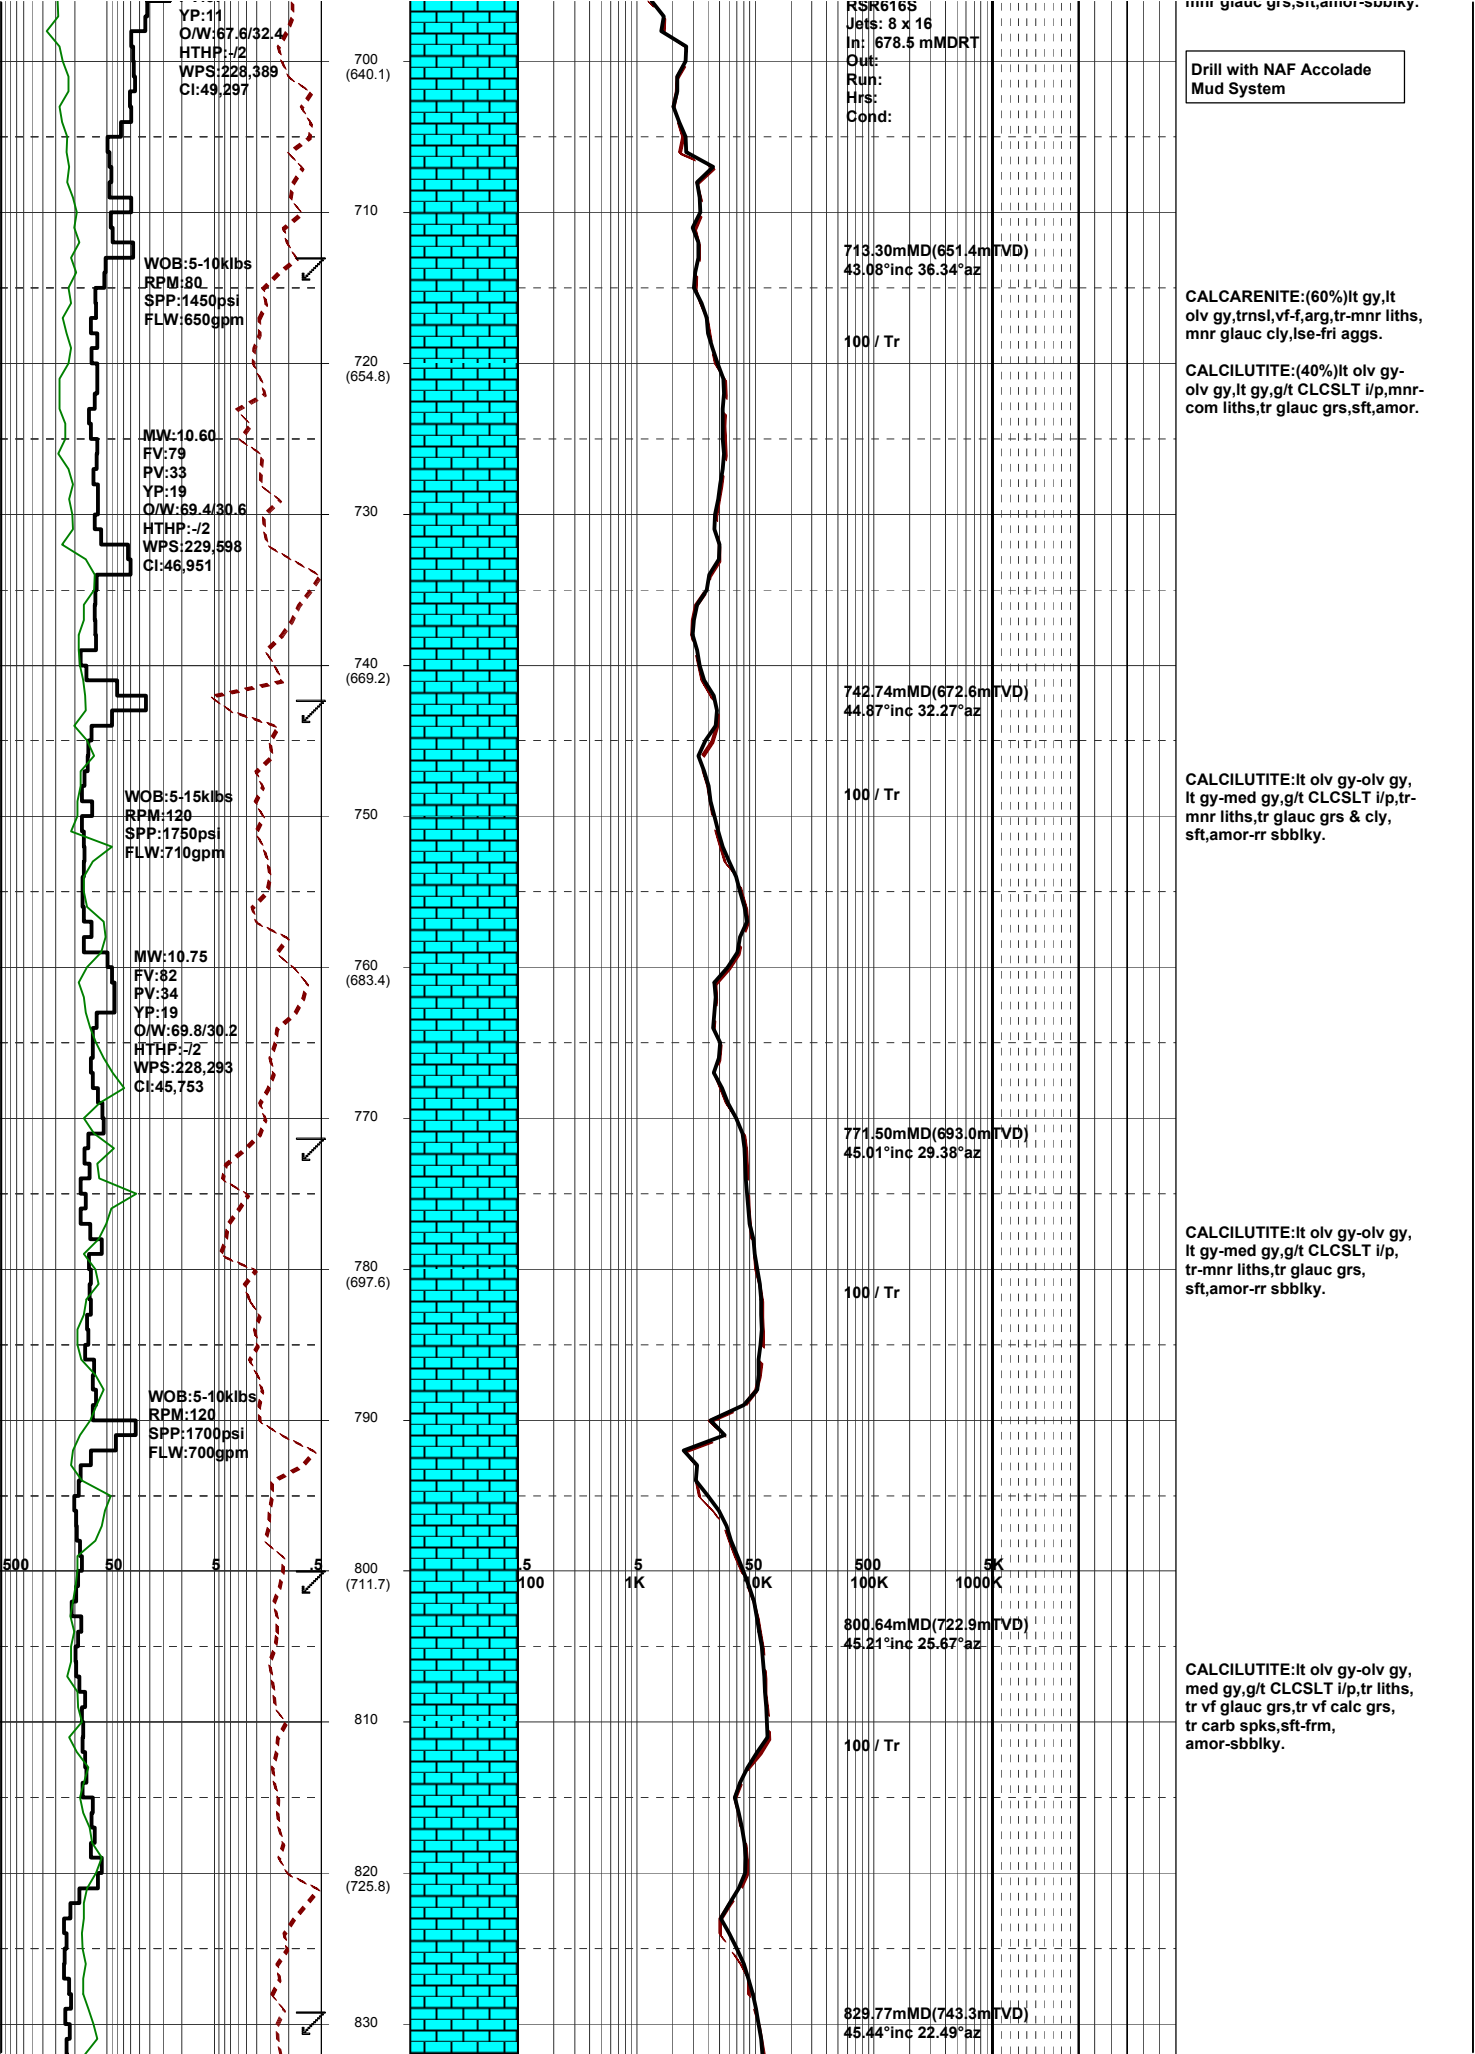 YP:11
O/W:67.6/32.4
HTHP:-/2
WPS:228,389
Cl:49,297
RSR616S
Jets: 8 x 16
In: 678.5 mMDRT
Out:
Run:
Hrs:
Cond:
mnr glauc grs,sft,amor-sbblky.
Drill with NAF Accolade
Mud System
700
(640.1)
710
WOB:5-10klbs
RPM:80
SPP:1450psi
FLW:650gpm
713.30mMD(651.4mTVD)
43.08°inc 36.34°az
100 / Tr
CALCARENITE:(60%)lt gy,lt
olv gy,trnsl,vf-f,arg,tr-mnr liths,
mnr glauc cly,lse-fri aggs.
CALCILUTITE:(40%)lt olv gy-
olv gy,lt gy,g/t CLCSLT i/p,mnr-
com liths,tr glauc grs,sft,amor.
720
(654.8)
MW:10.60
FV:79
PV:33
YP:19
O/W:69.4/30.6
HTHP:-/2
WPS:229,598
Cl:46,951
730
740
(669.2)
742.74mMD(672.6mTVD)
44.87°inc 32.27°az
WOB:5-15klbs
RPM:120
SPP:1750psi
FLW:710gpm
750
100 / Tr
CALCILUTITE:lt olv gy-olv gy,
lt gy-med gy,g/t CLCSLT i/p,tr-
mnr liths,tr glauc grs & cly,
sft,amor-rr sbblky.
MW:10.75
FV:82
PV:34
YP:19
O/W:69.8/30.2
HTHP:-/2
WPS:228,293
Cl:45,753
760
(683.4)
770
771.50mMD(693.0mTVD)
45.01°inc 29.38°az
780
(697.6)
100 / Tr
CALCILUTITE:lt olv gy-olv gy,
lt gy-med gy,g/t CLCSLT i/p,
tr-mnr liths,tr glauc grs,
sft,amor-rr sbblky.
WOB:5-10klbs
RPM:120
SPP:1700psi
FLW:700gpm
790
500 50 5 .5
800
(711.7)
.5 5 50 500 5K
100 1K 10K 100K 1000K
800.64mMD(722.9mTVD)
45.21°inc 25.67°az
810
100 / Tr
CALCILUTITE:lt olv gy-olv gy,
med gy,g/t CLCSLT i/p,tr liths,
tr vf glauc grs,tr vf calc grs,
tr carb spks,sft-frm,
amor-sbblky.
820
(725.8)
830
829.77mMD(743.3mTVD)
45.44°inc 22.49°az